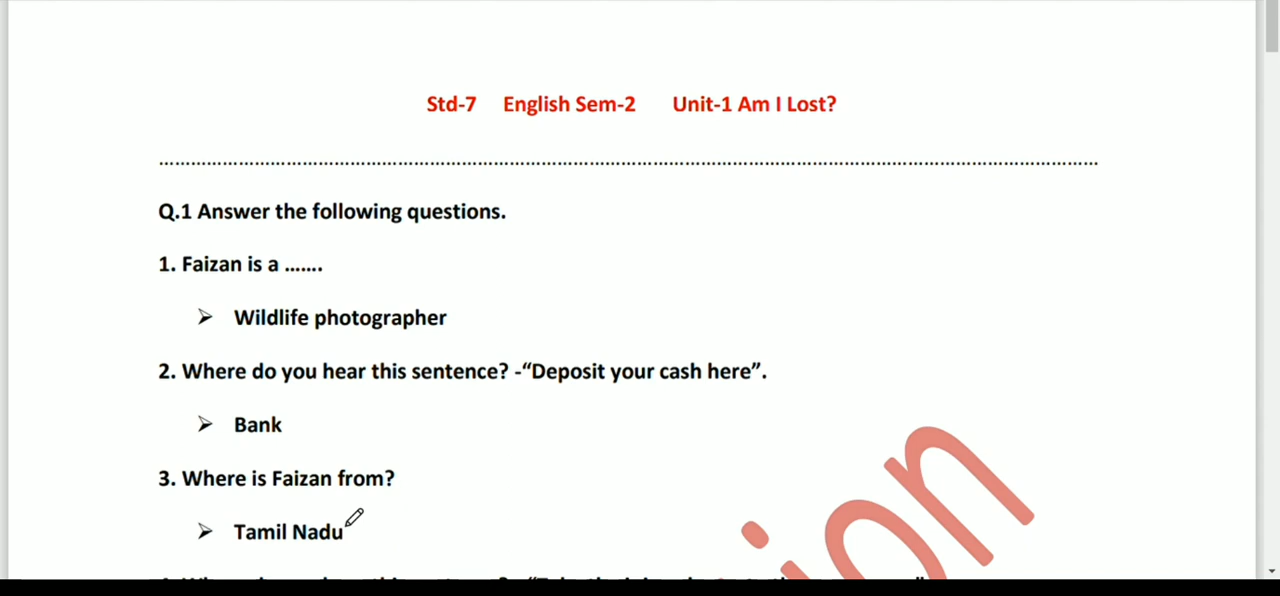 Std-7 English Sem-2 Unit-1 Am I Lost?
Q.1 Answer the following questions.
1. Faizan is a .......
➢ Wildlife photographer
2. Where do you hear this sentence? -“Deposit your cash here”.
➢ Bank
3. Where is Faizan from?
➢ Tamil Nadu